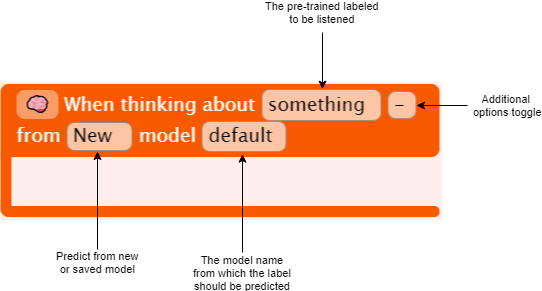 The pre-trained labeled
to be listened
When thinking about something -
Additional
options toggle
from New model default
Predict from new
or saved model
The model name
from which the label
should be predicted